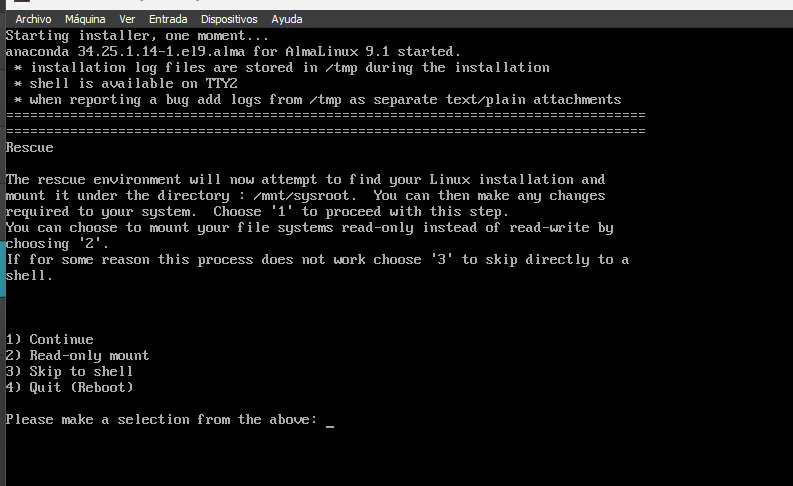 Archivo Máquina Ver Entrada Dispositivos Ayuda
Starting installer, one moment...
anaconda 34.25.1.14-1.el9.alma for AlmaLinux 9.1 started.
* installation log files are stored in /tmp during the installation
* shell is available on TTY2
* when reporting a bug add logs from /tmp as separate text/plain attachments
================================================================================
================================================================================
Rescue
The rescue environment will now attempt to find your Linux installation and
mount it under the directory : /mnt/sysroot.  You can then make any changes
required to your system.  Choose '1' to proceed with this step.
You can choose to mount your file systems read-only instead of read-write by
choosing '2'.
If for some reason this process does not work choose '3' to skip directly to a
shell.
1) Continue
2) Read-only mount
3) Skip to shell
4) Quit (Reboot)
Please make a selection from the above: _